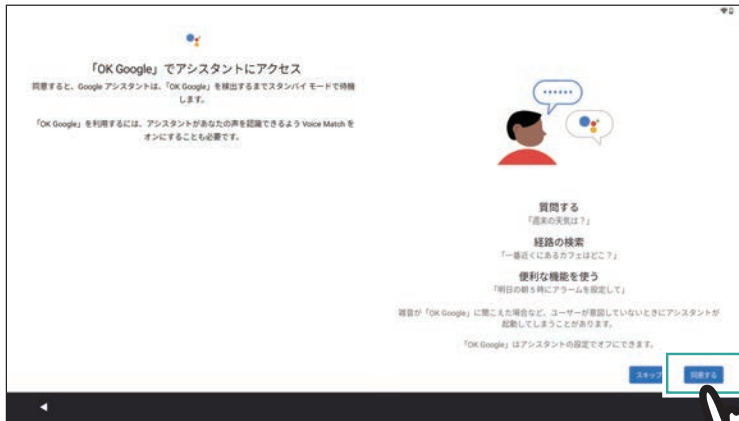 「OK Google」でアシスタントにアクセス
同意すると、Google アシスタントは、「OK Google」を検出するまでスタンバイ モードで待機
します。
「OK Google」を利用するには、アシスタントがあなたの声を認識できるよう Voice Match を
オンにすることも必要です。
質問する
「週末の天気は？」
経路の検索
「一番近くにあるカフェはどこ？」
便利な機能を使う
「明日の朝 5 時にアラームを設定して」
雑音が「OK Google」に聞こえた場合など、ユーザーが意図していないときにアシスタントが
起動してしまうことがあります。
「OK Google」はアシスタントの設定でオフにできます。
スキップ
同意する